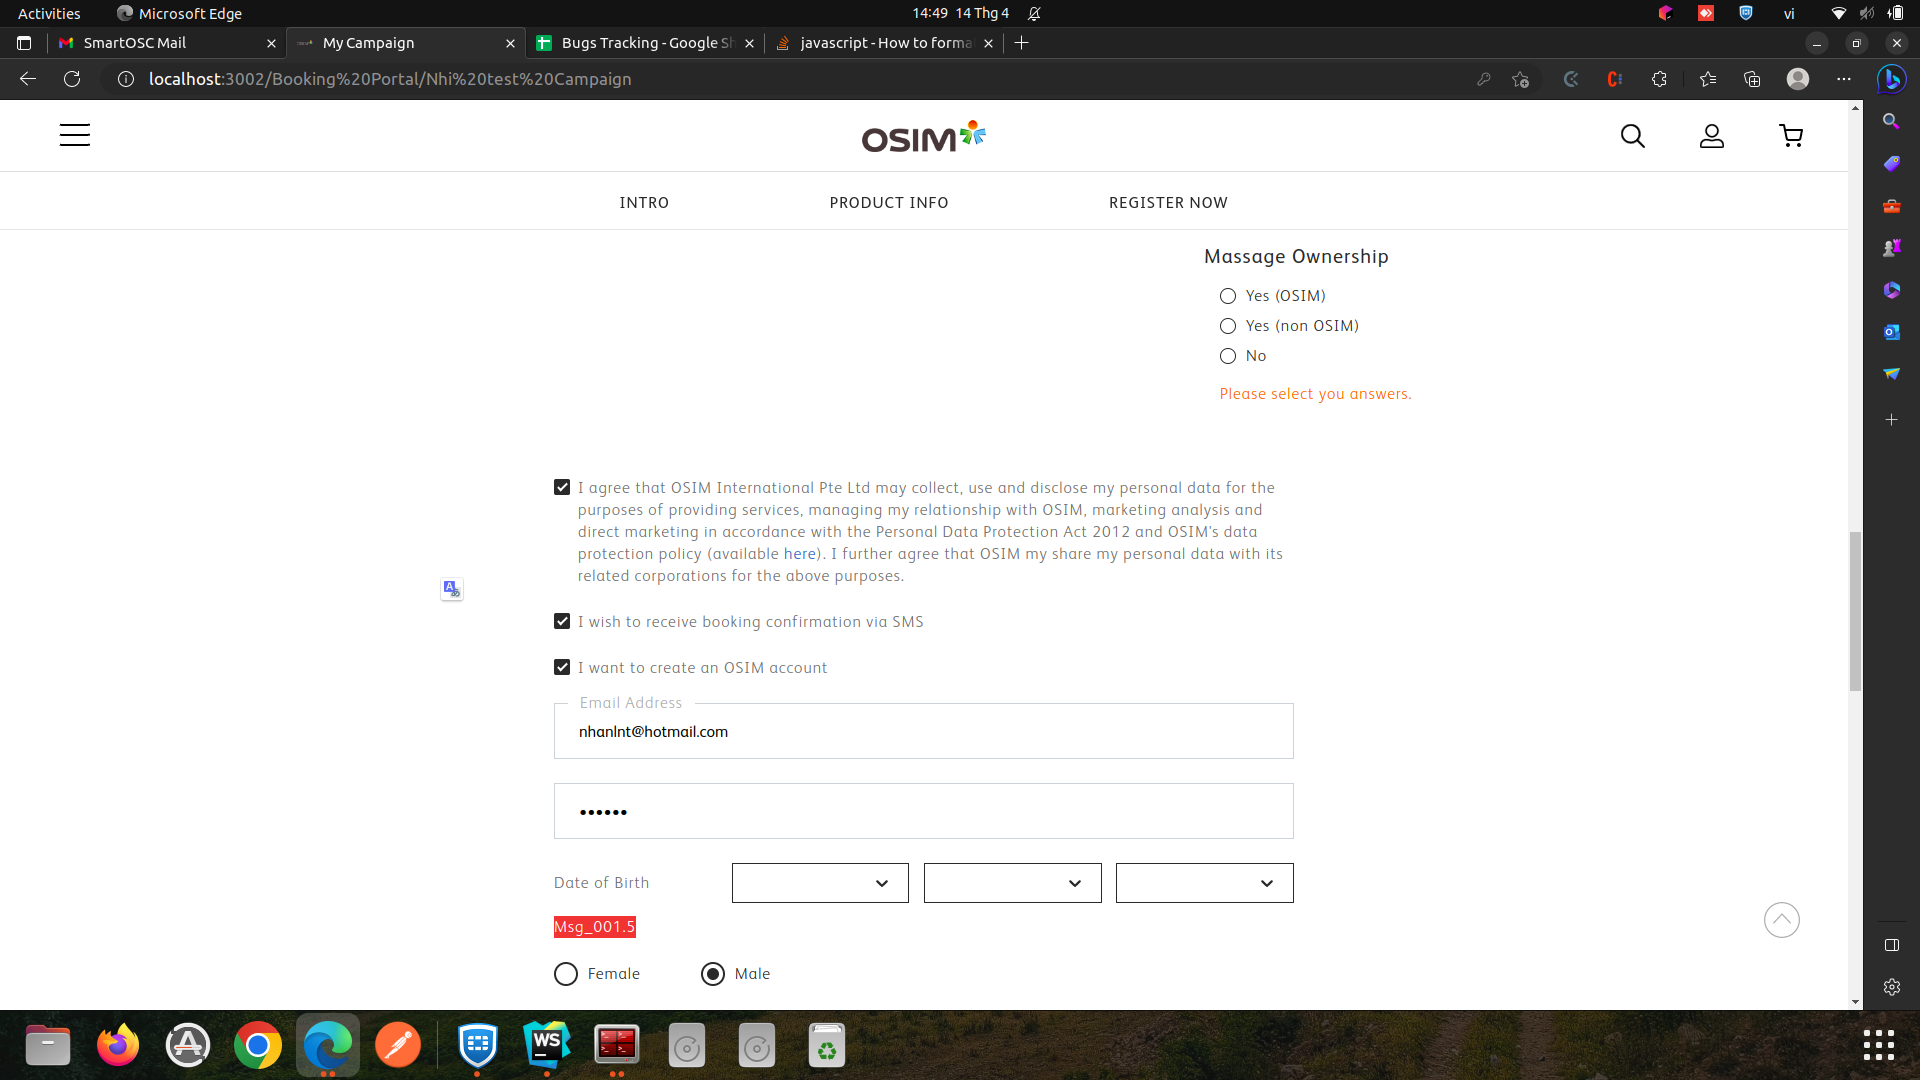 Activities
Microsoft Edge
14:49 14 Thg 4
vi
SmartOSC Mail
My Campaign
Bugs Tracking - Google Sh
javascript - How to forma
localhost:3002/Booking%20Portal/Nhi%20test%20Campaign
OSIM
INTRO
PRODUCT INFO
REGISTER NOW
Massage Ownership
Yes (OSIM)
Yes (non OSIM)
No
Please select you answers.
I agree that OSIM International Pte Ltd may collect, use and disclose my personal data for the
purposes of providing services, managing my relationship with OSIM, marketing analysis and
direct marketing in accordance with the Personal Data Protection Act 2012 and OSIM's data
protection policy (available here). I further agree that OSIM my share my personal data with its
related corporations for the above purposes.
I wish to receive booking confirmation via SMS
I want to create an OSIM account
Email Address
nhanlnt@hotmail.com
••••••
Date of Birth
Msg_001.5
Female
Male
WS